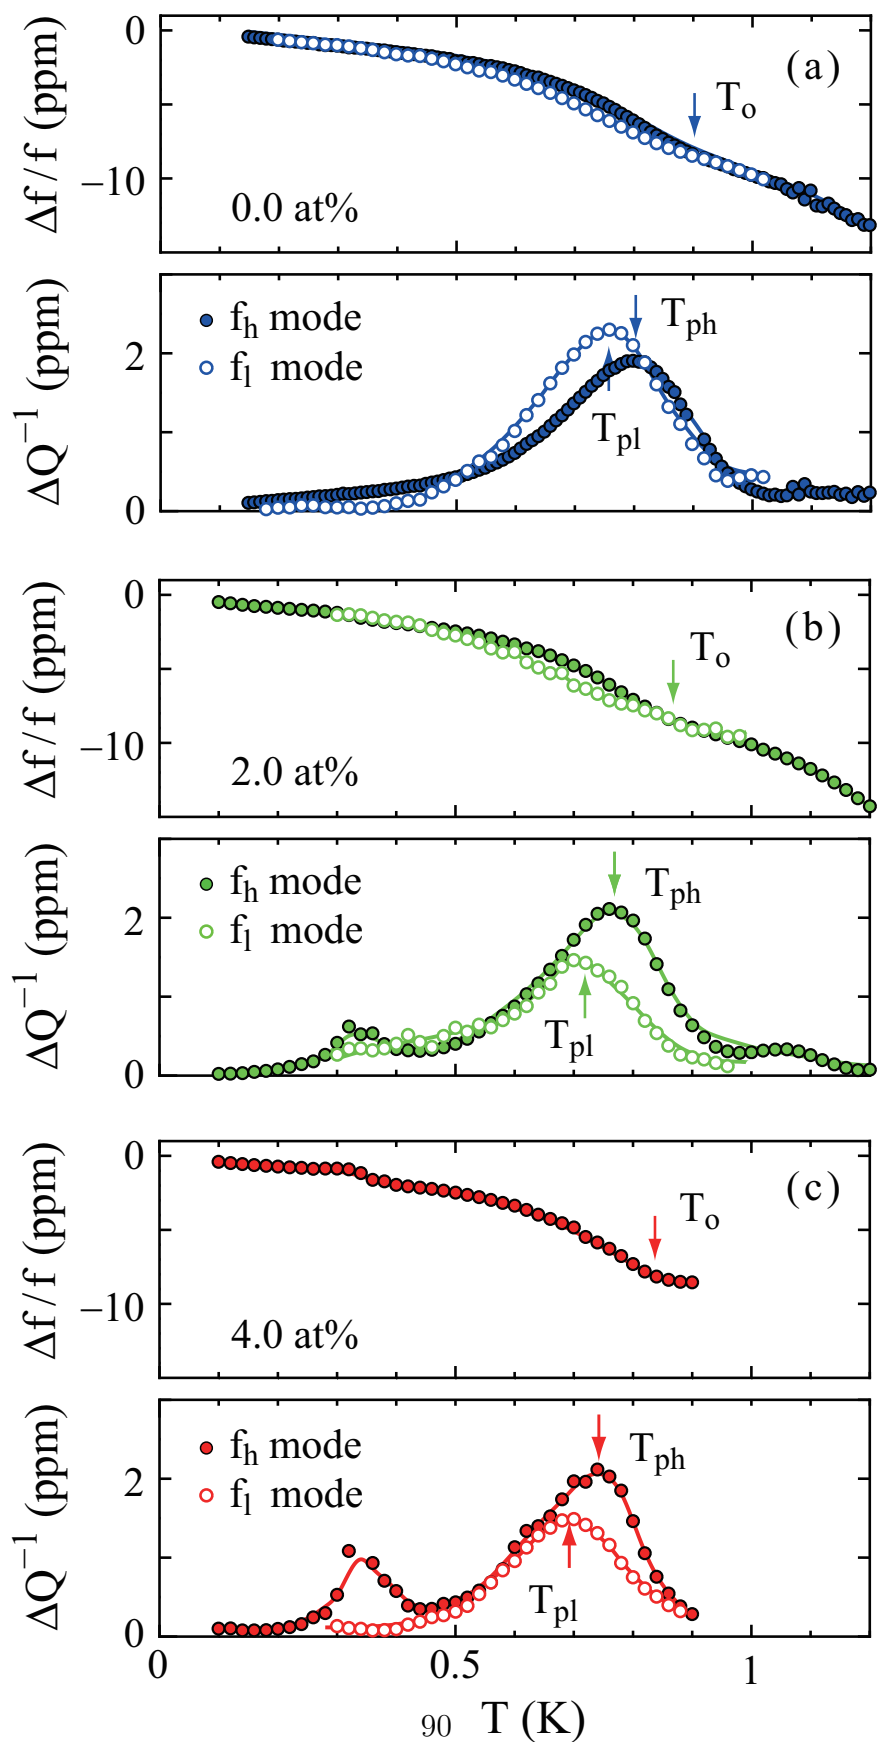 0
(a)
T_o
Δf / f (ppm)
−10
0.0 at%
f_h mode
T_ph
2
f_l mode
ΔQ⁻¹ (ppm)
T_pl
0
0
(b)
T_o
Δf / f (ppm)
−10
2.0 at%
f_h mode
T_ph
2
f_l mode
ΔQ⁻¹ (ppm)
T_pl
0
0
(c)
T_o
Δf / f (ppm)
−10
4.0 at%
f_h mode
T_ph
2
f_l mode
ΔQ⁻¹ (ppm)
T_pl
0
0 0.5 1
90 T (K)